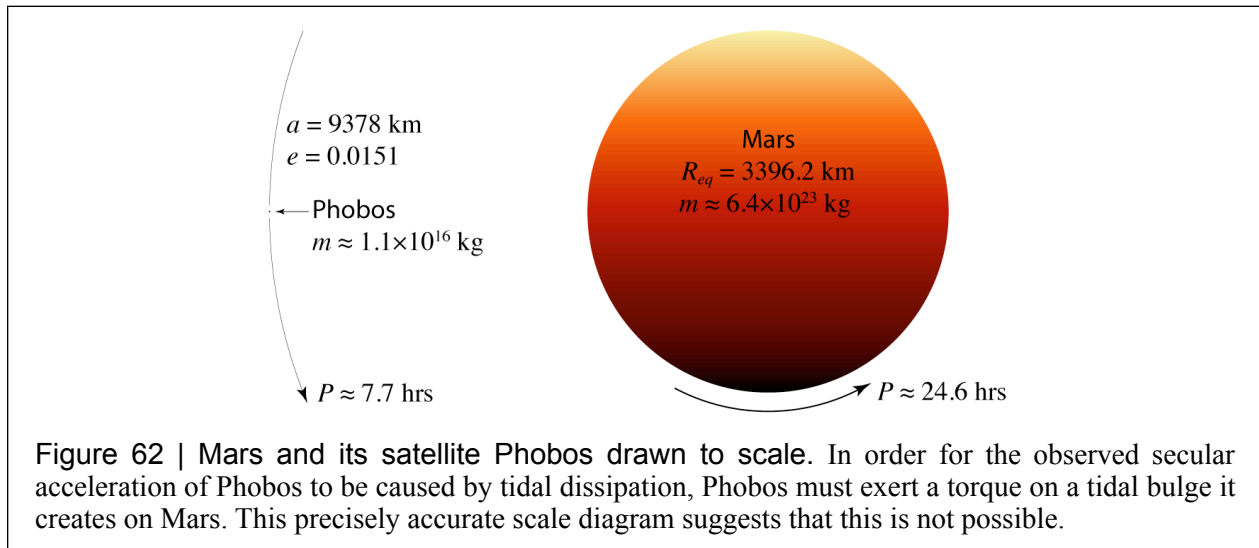 a = 9378 km
e = 0.0151
Phobos
m ≈ 1.1×10¹⁶ kg
P ≈ 7.7 hrs
Mars
R_eq = 3396.2 km
m ≈ 6.4×10²³ kg
P ≈ 24.6 hrs
Figure 62 | Mars and its satellite Phobos drawn to scale. In order for the observed secular
acceleration of Phobos to be caused by tidal dissipation, Phobos must exert a torque on a tidal bulge it
creates on Mars. This precisely accurate scale diagram suggests that this is not possible.